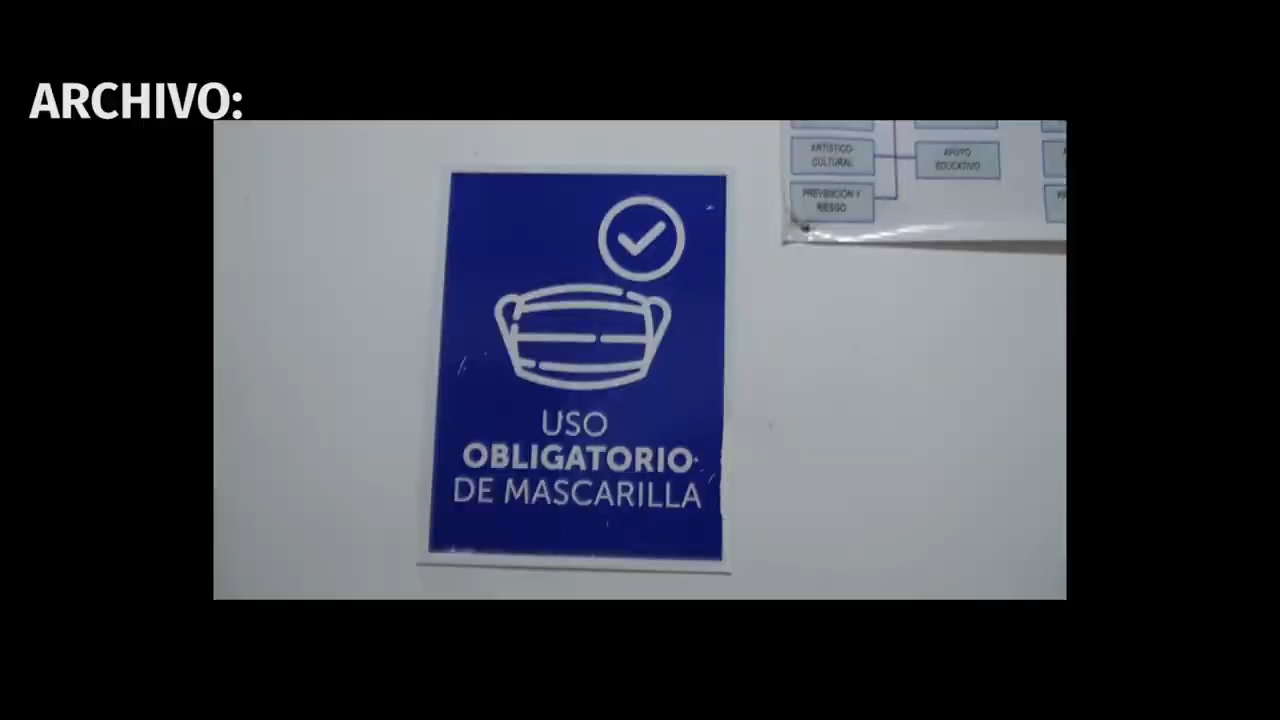 ARCHIVO:
ARTÍSTICO-
CULTURAL
APOYO
EDUCATIVO
PREVENCIÓN Y
RIESGO
USO
OBLIGATORIO
DE MASCARILLA